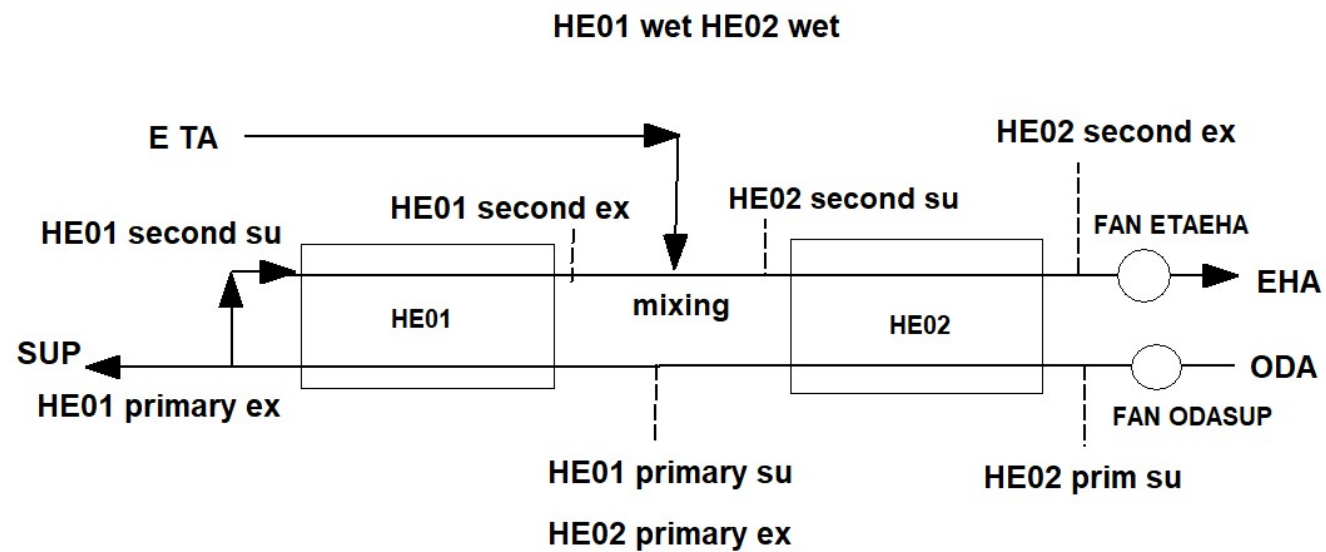 HE01 wet HE02 wet
E TA
HE02 second ex
HE01 second ex
HE02 second su
HE01 second su
FAN ETAEHA
EHA
mixing
HE01
HE02
SUP
ODA
HE01 primary ex
FAN ODASUP
HE01 primary su
HE02 prim su
HE02 primary ex